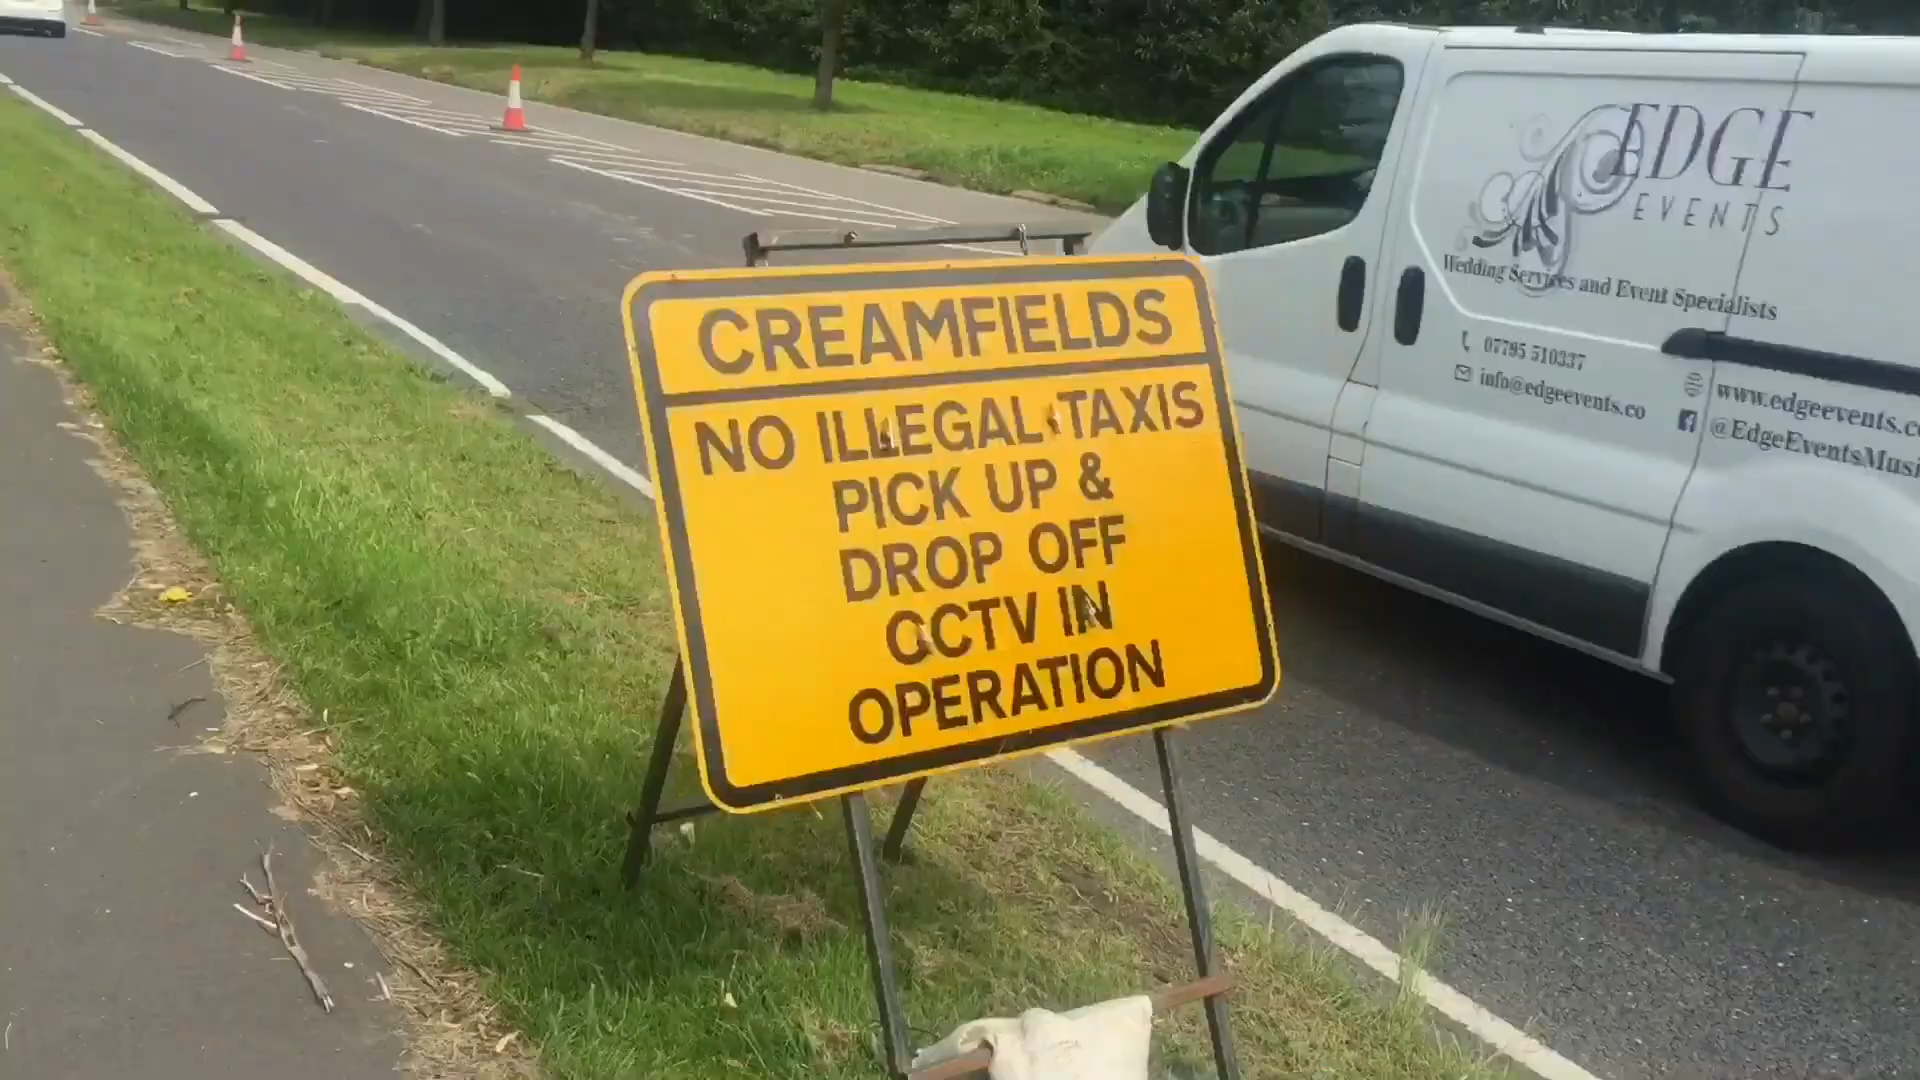 CREAMFIELDS
NO ILLEGAL TAXIS
PICK UP &
DROP OFF
CCTV IN
OPERATION
EDGE
EVENTS
Wedding Services and Event Specialists
07795 510337
info@edgeevents.co
www.edgeevents.co
@EdgeEventsMusi